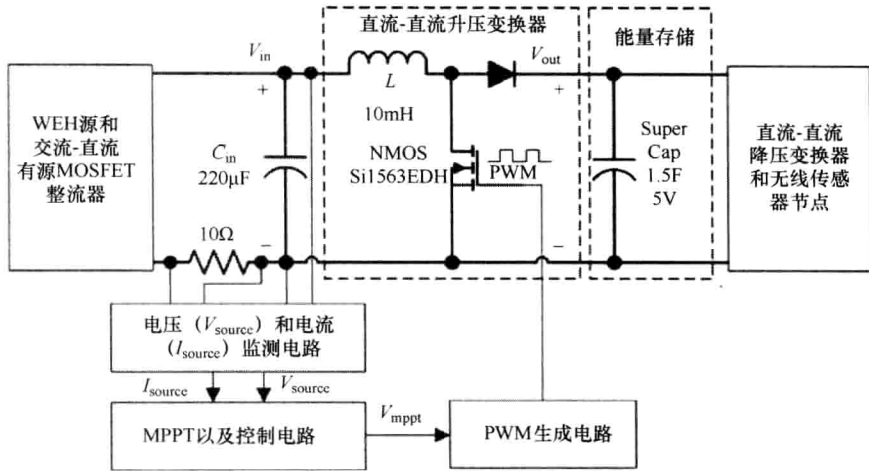 直流-直流升压变换器
能量存储
V_in
+
L
10mH
V_out
+
WEH源和
交流-直流
有源MOSFET
整流器
C_in
220μF
NMOS
Si1563EDH
PWM
Super
Cap
1.5F
5V
直流-直流
降压变换器
和无线传感
器节点
10Ω
−
−
电压（V_source）和电流
（I_source）监测电路
I_source
V_source
MPPT以及控制电路
V_mppt
PWM生成电路